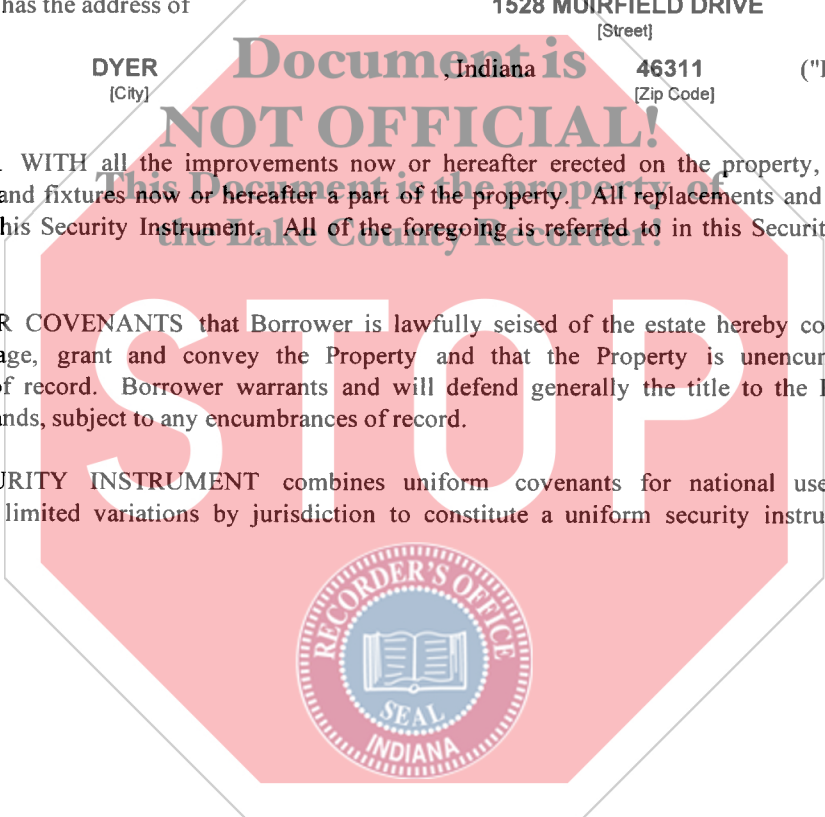 has the address of 1528 MUIRFIELD DRIVE
[Street]
DYER , Indiana 46311 ("
[City] [Zip Code]
Document is
NOT OFFICIAL!
This Document is the property of
the Lake County Recorder!
WITH all the improvements now or hereafter erected on the property,
and fixtures now or hereafter a part of the property. All replacements and
his Security Instrument. All of the foregoing is referred to in this Securit
R COVENANTS that Borrower is lawfully seised of the estate hereby co
age, grant and convey the Property and that the Property is unencu
of record. Borrower warrants and will defend generally the title to the
nds, subject to any encumbrances of record.
URITY INSTRUMENT combines uniform covenants for national use
limited variations by jurisdiction to constitute a uniform security instru
STOP
RECORDER'S OFFICE
SEAL
INDIANA